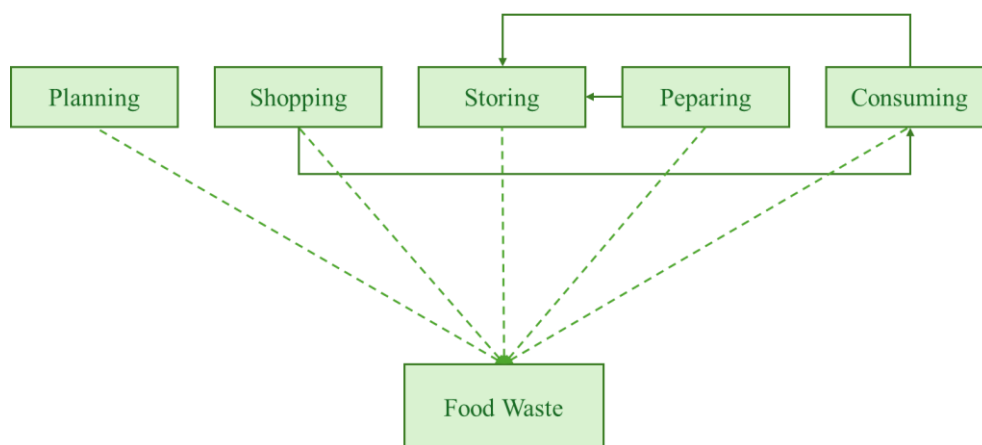 Planning
Shopping
Storing
Peparing
Consuming
Food Waste